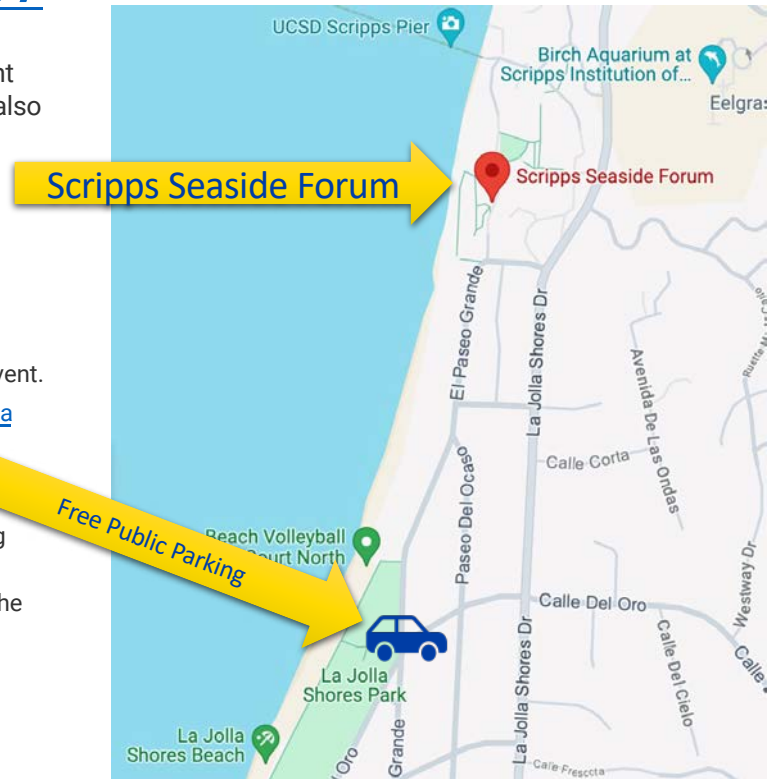 nt
also
vent.
a
g
he
UCSD Scripps Pier
Birch Aquarium at
Scripps Institution of...
Eelgras
Scripps Seaside Forum
Scripps Seaside Forum
El Paseo Grande
La Jolla Shores Dr
Avenida De Las Ondas
Calle Corta
Paseo Del Ocaso
Free Public Parking
Beach Volleyball
Court North
Calle Del Oro
Westway Dr
Calle Del Cielo
Calle
La Jolla
Shores Park
La Jolla Shores Dr
La Jolla
Shores Beach
Oro
Grande